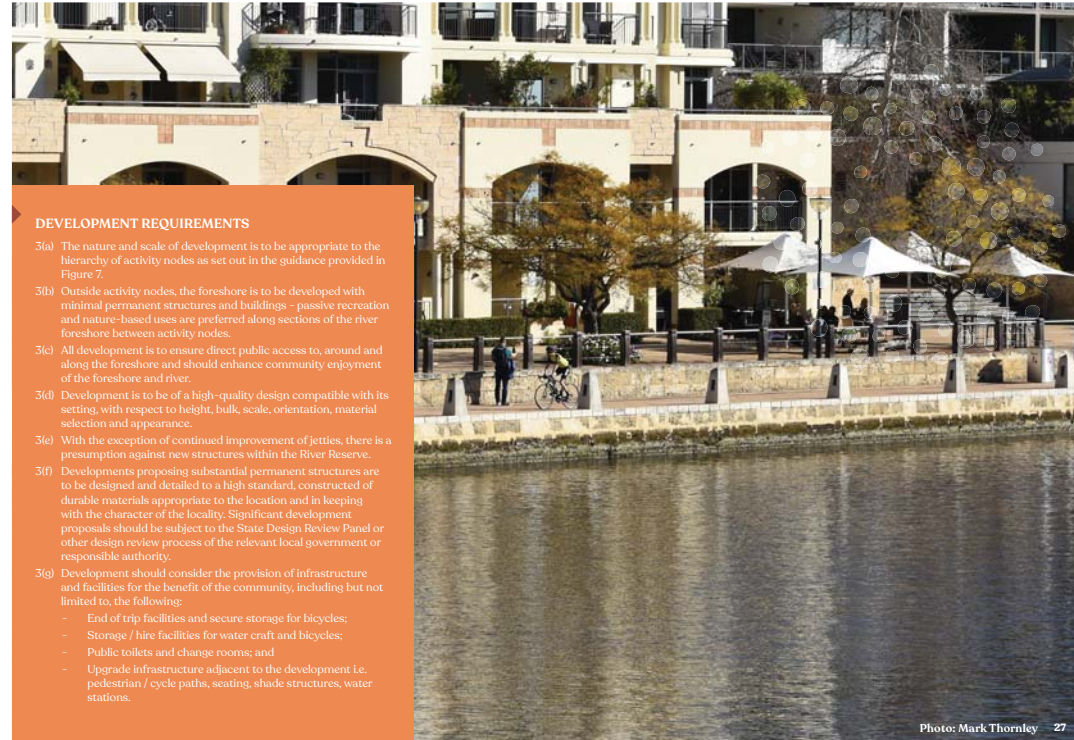 DEVELOPMENT REQUIREMENTS
3(a) The nature and scale of development is to be appropriate to the
hierarchy of activity nodes as set out in the guidance provided in
Figure 7.
3(b) Outside activity nodes, the foreshore is to be developed with
minimal permanent structures and buildings – passive recreation
and nature-based uses are preferred along sections of the river
foreshore between activity nodes.
3(c) All development is to ensure direct public access to, around and
along the foreshore and should enhance community enjoyment
of the foreshore and river.
3(d) Development is to be of a high-quality design compatible with its
setting, with respect to height, bulk, scale, orientation, material
selection and appearance.
3(e) With the exception of continued improvement of jetties, there is a
presumption against new structures within the River Reserve.
3(f) Developments proposing substantial permanent structures are
to be designed and detailed to a high standard, constructed of
durable materials appropriate to the location and in keeping
with the character of the locality. Significant development
proposals should be subject to the State Design Review Panel or
other design review process of the relevant local government or
responsible authority.
3(g) Development should consider the provision of infrastructure
and facilities for the benefit of the community, including but not
limited to, the following:
– End of trip facilities and secure storage for bicycles;
– Storage / hire facilities for water craft and bicycles;
– Public toilets and change rooms; and
– Upgrade infrastructure adjacent to the development i.e.
pedestrian / cycle paths, seating, shade structures, water
stations.
Photo: Mark Thornley 27